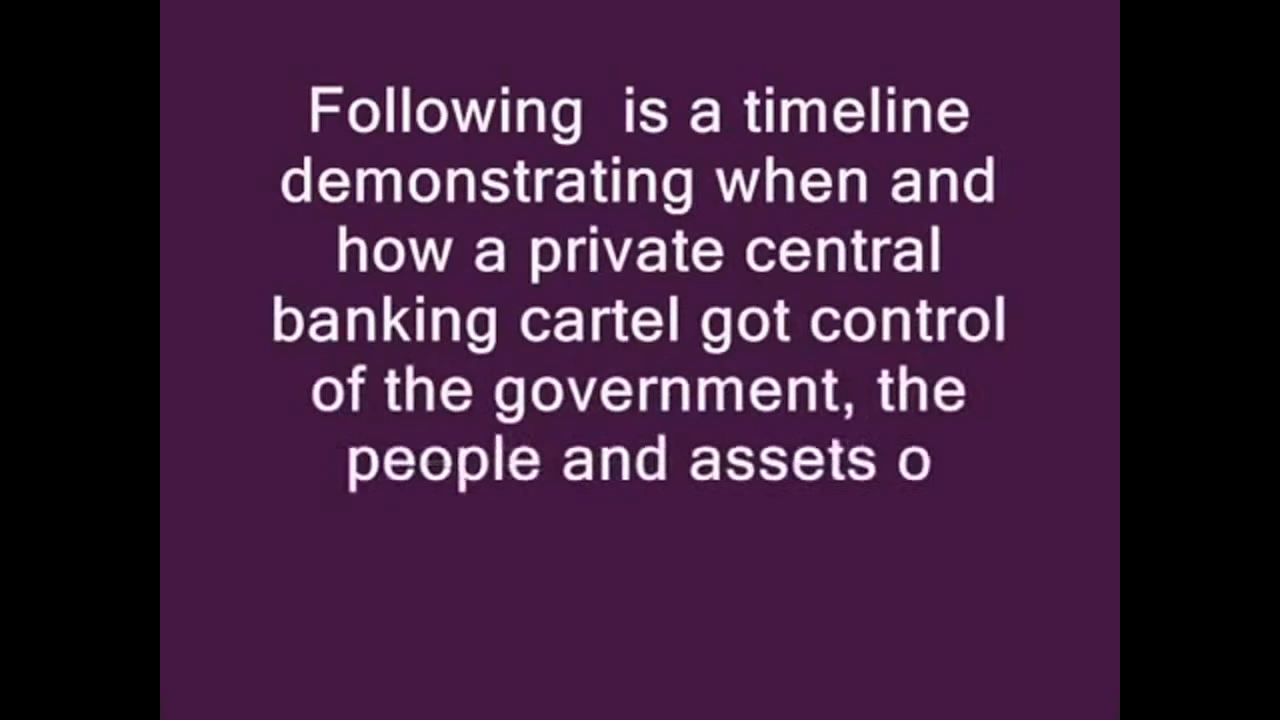 Following  is a timeline
demonstrating when and
how a private central
banking cartel got control
of the government, the
people and assets o